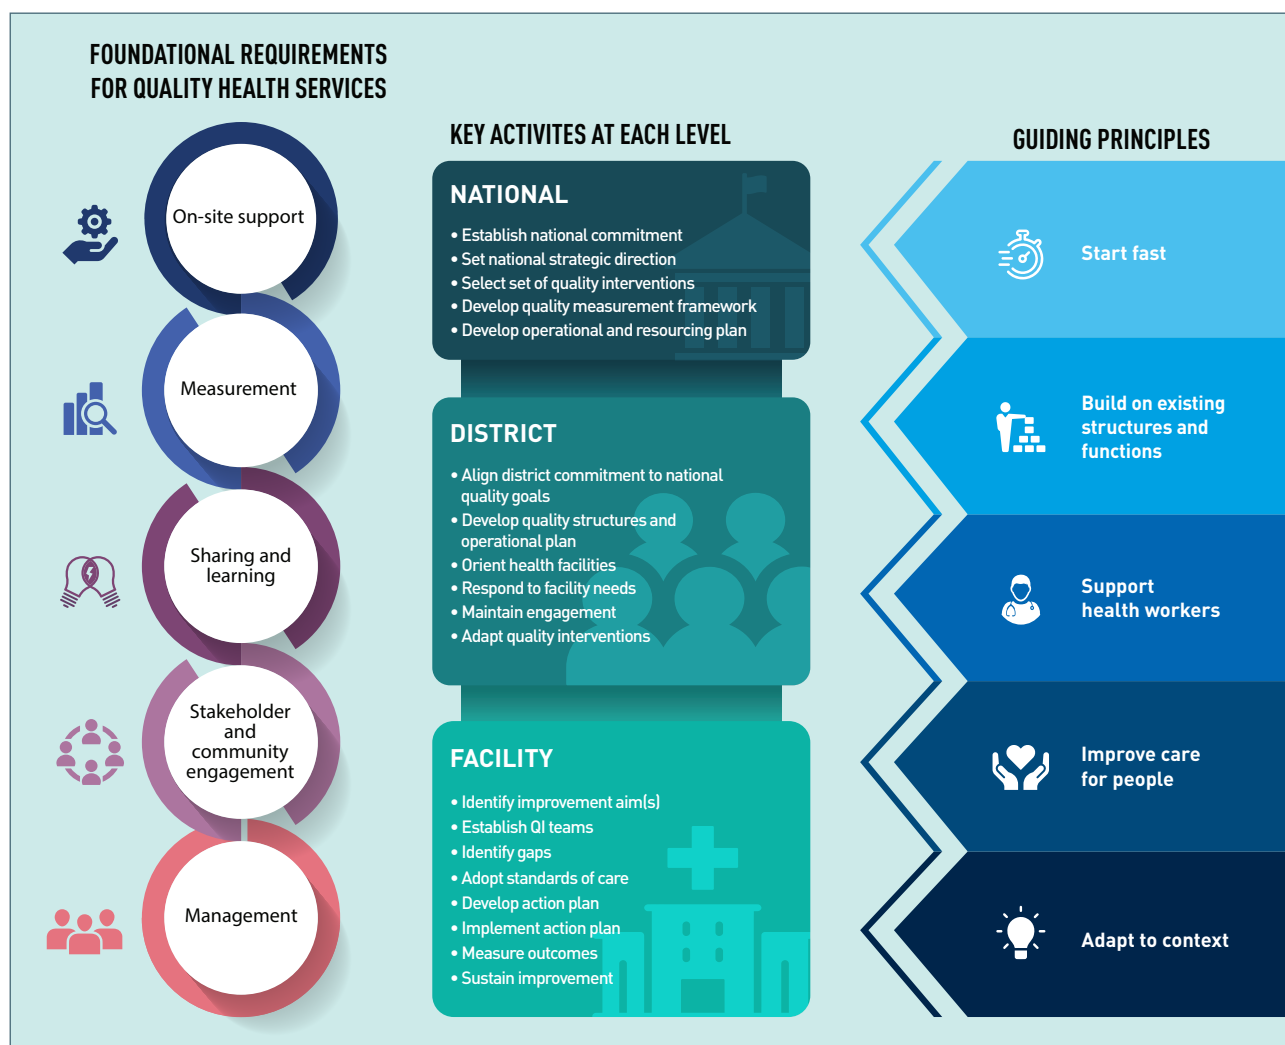 FOUNDATIONAL REQUIREMENTS
FOR QUALITY HEALTH SERVICES
On-site support
Measurement
Sharing and
learning
Stakeholder
and
community
engagement
Management
KEY ACTIVITES AT EACH LEVEL
NATIONAL
• Establish national commitment
• Set national strategic direction
• Select set of quality interventions
• Develop quality measurement framework
• Develop operational and resourcing plan
DISTRICT
• Align district commitment to national
quality goals
• Develop quality structures and
operational plan
• Orient health facilities
• Respond to facility needs
• Maintain engagement
• Adapt quality interventions
FACILITY
• Identify improvement aim(s)
• Establish QI teams
• Identify gaps
• Adopt standards of care
• Develop action plan
• Implement action plan
• Measure outcomes
• Sustain improvement
GUIDING PRINCIPLES
Start fast
Build on existing
structures and
functions
Support
health workers
Improve care
for people
Adapt to context